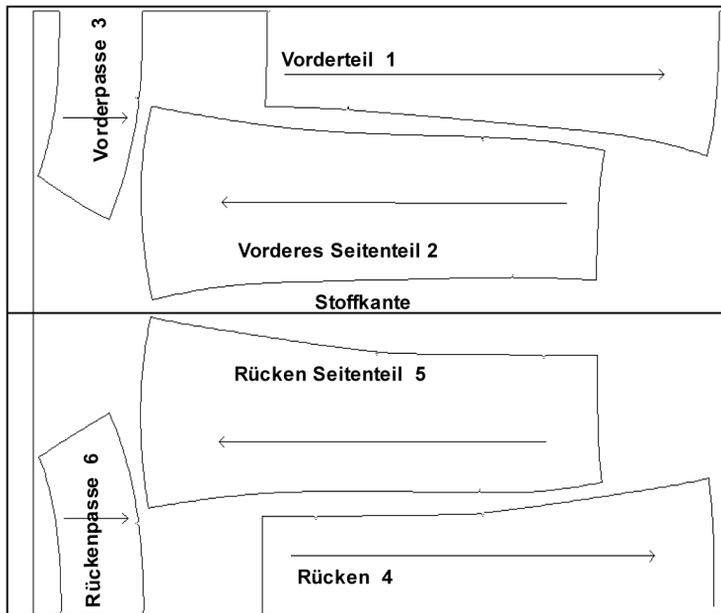 Vorderpasse 3
Vorderteil 1
Vorderes Seitenteil 2
Stoffkante
Rücken Seitenteil 5
Rückenpasse 6
Rücken 4